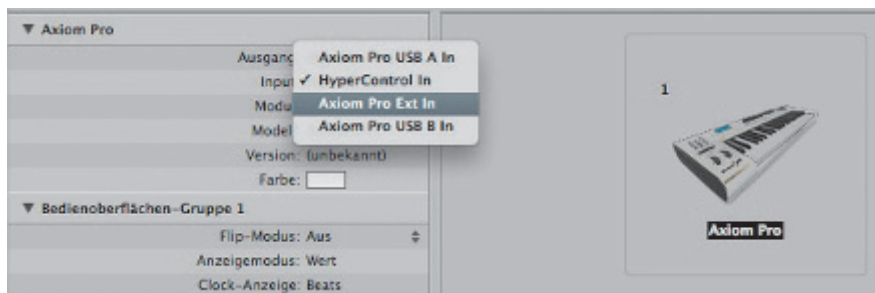 Axiom Pro
Ausgang
Axiom Pro USB A In
Input
✓ HyperControl In
Modu
Axiom Pro Ext In
Model
Axiom Pro USB B In
Version: (unbekannt)
Farbe:
Bedienoberflächen-Gruppe 1
Flip-Modus: Aus
Anzeigemodus: Wert
Clock-Anzeige: Beats
1
Axiom Pro